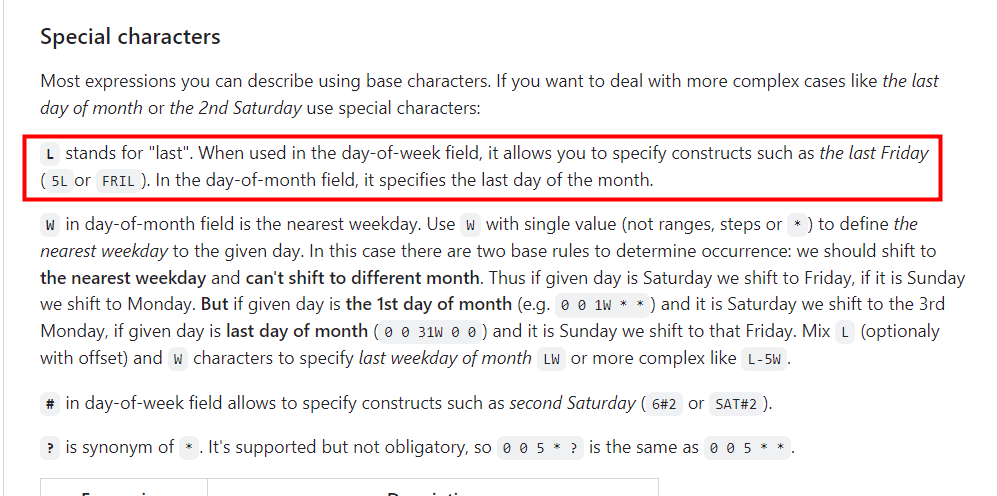 Special characters
Most expressions you can describe using base characters. If you want to deal with more complex cases like the last
day of month or the 2nd Saturday use special characters:
L stands for "last". When used in the day-of-week field, it allows you to specify constructs such as the last Friday
( 5L or FRIL ). In the day-of-month field, it specifies the last day of the month.
W in day-of-month field is the nearest weekday. Use W with single value (not ranges, steps or * ) to define the
nearest weekday to the given day. In this case there are two base rules to determine occurrence: we should shift to
the nearest weekday and can't shift to different month. Thus if given day is Saturday we shift to Friday, if it is Sunday
we shift to Monday. But if given day is the 1st day of month (e.g. 0 0 1W * * ) and it is Saturday we shift to the 3rd
Monday, if given day is last day of month ( 0 0 31W 0 0 ) and it is Sunday we shift to that Friday. Mix L (optionaly
with offset) and W characters to specify last weekday of month LW or more complex like L-5W .
# in day-of-week field allows to specify constructs such as second Saturday ( 6#2 or SAT#2 ).
? is synonym of * . It's supported but not obligatory, so 0 0 5 * ? is the same as 0 0 5 * * .